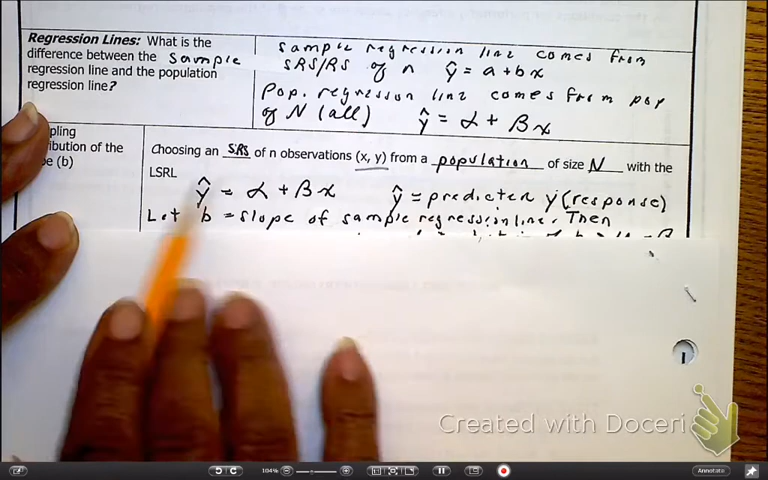 Regression Lines: What is the
difference between the sample
regression line and the population
regression line?
sample regression line comes from
SRS/RS of n ŷ = a + bx
Pop. regression line comes from pop
of N (all) ŷ = α + βx
pling
ribution of the
e (b)
Choosing an SRS of n observations (x, y) from a population of size N with the
LSRL
ŷ = α + βx ŷ = predicted y (response)
Let b = slope of sample regression line. Then
Created with Doceri
104%
Annotate